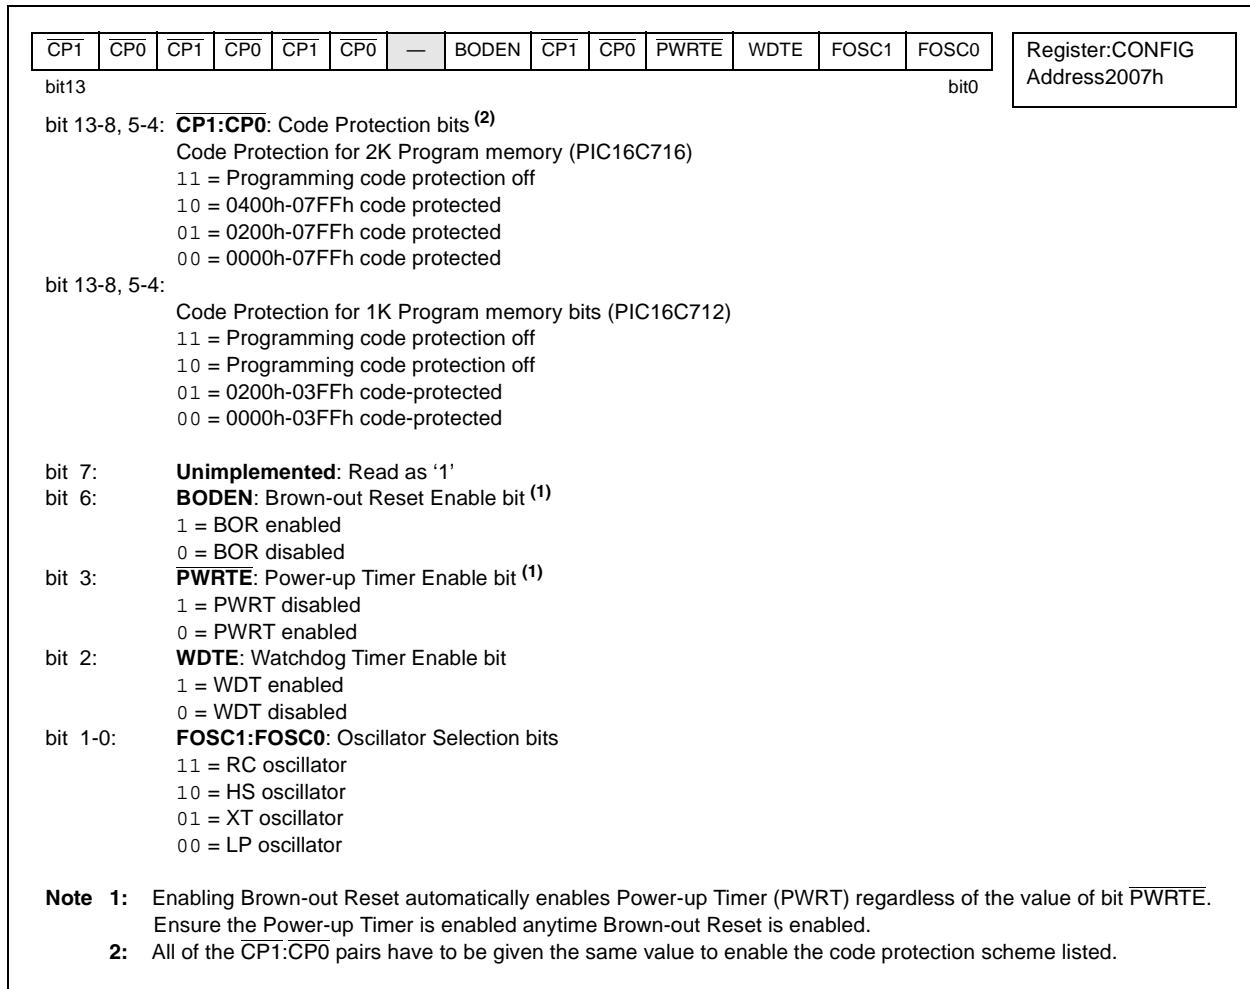 CP1 CP0 CP1 CP0 CP1 CP0 — BODEN CP1 CP0 PWRTE WDTE FOSC1 FOSC0
Register:CONFIG
Address2007h
bit13 bit0
bit 13-8, 5-4: CP1:CP0: Code Protection bits (2)
Code Protection for 2K Program memory (PIC16C716)
11 = Programming code protection off
10 = 0400h-07FFh code protected
01 = 0200h-07FFh code protected
00 = 0000h-07FFh code protected
bit 13-8, 5-4:
Code Protection for 1K Program memory bits (PIC16C712)
11 = Programming code protection off
10 = Programming code protection off
01 = 0200h-03FFh code-protected
00 = 0000h-03FFh code-protected
bit 7: Unimplemented: Read as ‘1’
bit 6: BODEN: Brown-out Reset Enable bit (1)
1 = BOR enabled
0 = BOR disabled
bit 3: PWRTE: Power-up Timer Enable bit (1)
1 = PWRT disabled
0 = PWRT enabled
bit 2: WDTE: Watchdog Timer Enable bit
1 = WDT enabled
0 = WDT disabled
bit 1-0: FOSC1:FOSC0: Oscillator Selection bits
11 = RC oscillator
10 = HS oscillator
01 = XT oscillator
00 = LP oscillator
Note 1: Enabling Brown-out Reset automatically enables Power-up Timer (PWRT) regardless of the value of bit PWRTE.
Ensure the Power-up Timer is enabled anytime Brown-out Reset is enabled.
2: All of the CP1:CP0 pairs have to be given the same value to enable the code protection scheme listed.